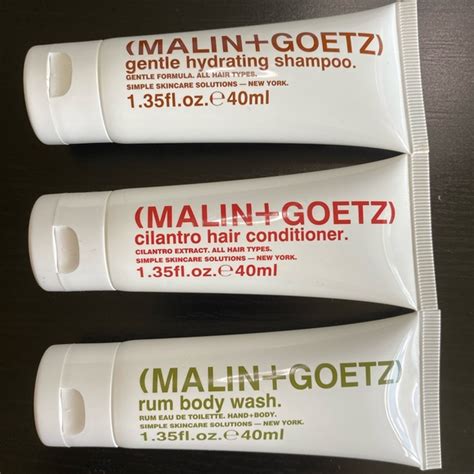 (MALIN+GOETZ)
gentle hydrating shampoo.
GENTLE FORMULA. ALL HAIR TYPES.
SIMPLE SKINCARE SOLUTIONS — NEW YORK.
1.35fl.oz.℮40ml
(MALIN+GOETZ)
cilantro hair conditioner.
CILANTRO EXTRACT. ALL HAIR TYPES.
SIMPLE SKINCARE SOLUTIONS — NEW YORK.
1.35fl.oz.℮40ml
(MALIN+GOETZ)
rum body wash.
RUM EAU DE TOILETTE. HAND+BODY.
SIMPLE SKINCARE SOLUTIONS — NEW YORK.
1.35fl.oz.℮40ml